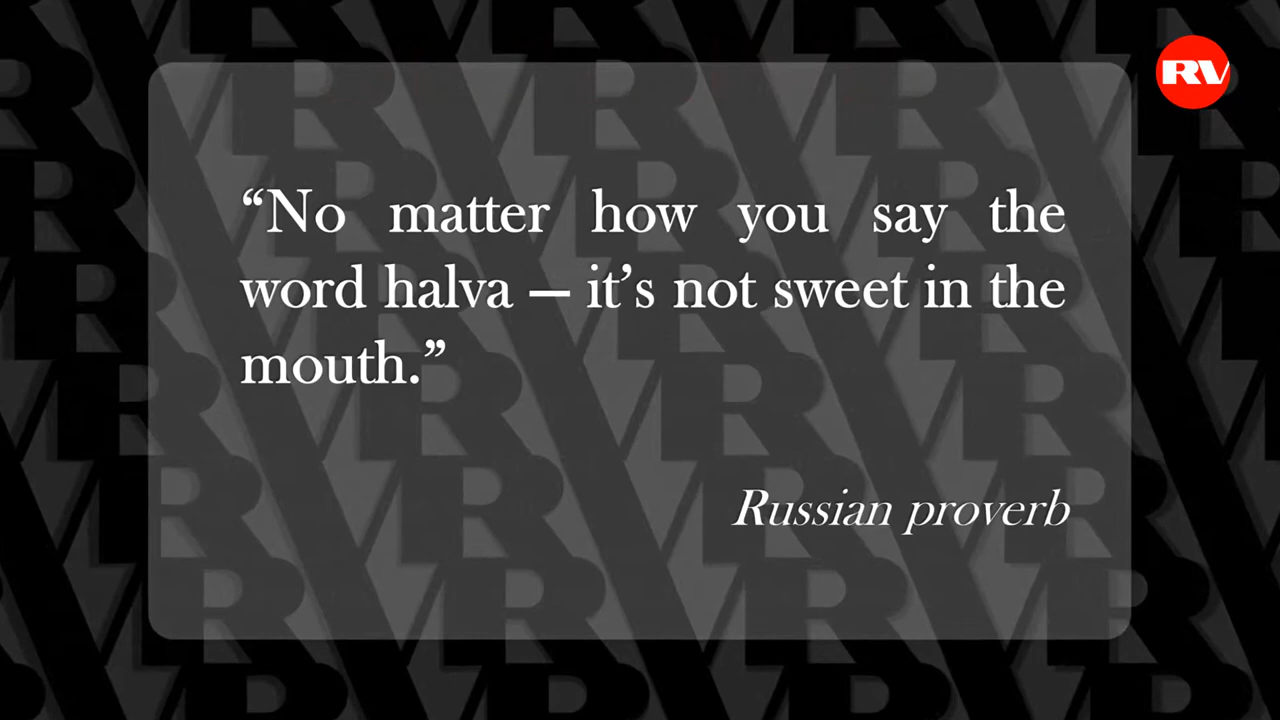 RV
“No matter how you say the
word halva — it’s not sweet in the
mouth.”
Russian proverb